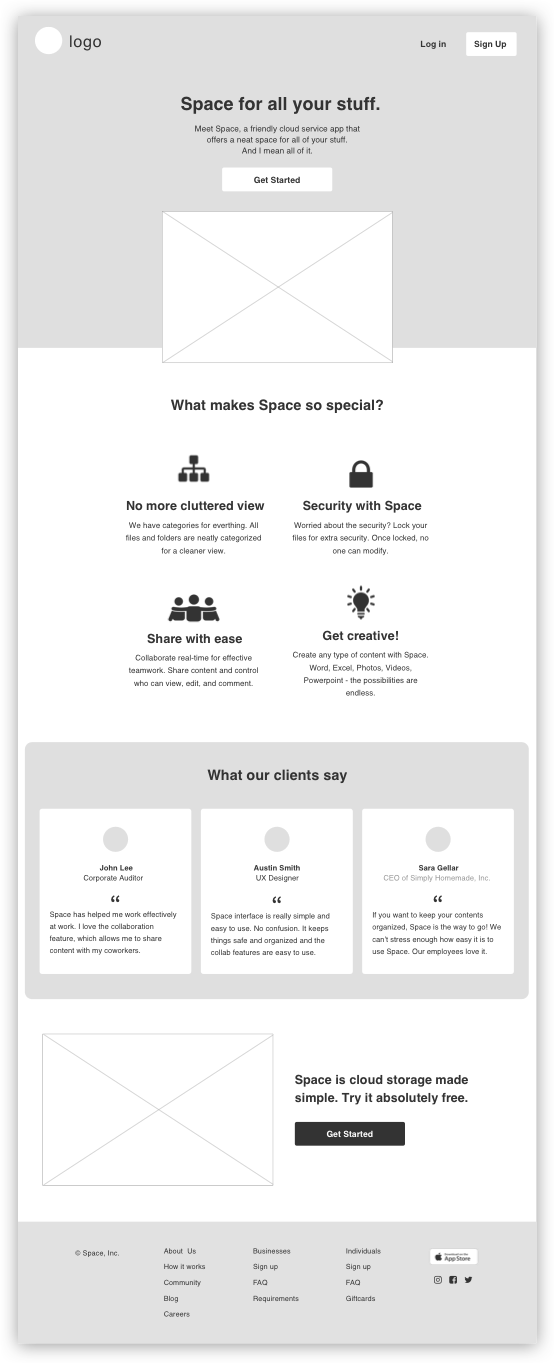 logo
Log in
Sign Up
Space for all your stuff.
Meet Space, a friendly cloud service app that
offers a neat space for all of your stuff.
And I mean all of it.
Get Started
What makes Space so special?
No more cluttered view
We have categories for everthing. All
files and folders are neatly categorized
for a cleaner view.
Security with Space
Worried about the security? Lock your
files for extra security. Once locked, no
one can modify.
Share with ease
Collaborate real-time for effective
teamwork. Share content and control
who can view, edit, and comment.
Get creative!
Create any type of content with Space.
Word, Excel, Photos, Videos,
Powerpoint - the possibilities are
endless.
What our clients say
John Lee
Corporate Auditor
“
Space has helped me work effectively
at work. I love the collaboration
feature, which allows me to share
content with my coworkers.
Austin Smith
UX Designer
“
Space interface is really simple and
easy to use. No confusion. It keeps
things safe and organized and the
collab features are easy to use.
Sara Gellar
CEO of Simply Homemade, Inc.
“
If you want to keep your contents
organized, Space is the way to go! We
can't stress enough how easy it is to
use Space. Our employees love it.
Space is cloud storage made
simple. Try it absolutely free.
Get Started
© Space, Inc.
About Us
How it works
Community
Blog
Careers
Businesses
Sign up
FAQ
Requirements
Individuals
Sign up
FAQ
Giftcards
App Store